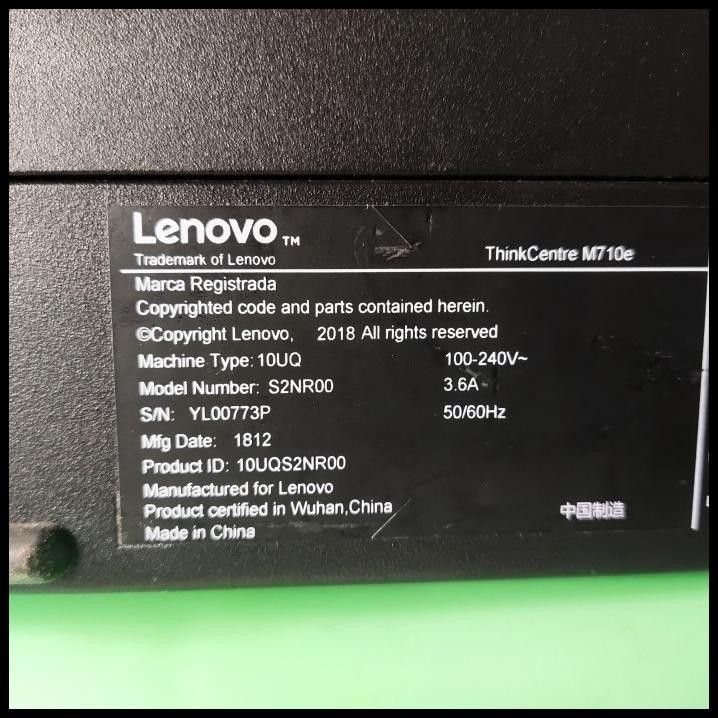 Lenovo™
Trademark of Lenovo
ThinkCentre M710e
Marca Registrada
Copyrighted code and parts contained herein.
©Copyright Lenovo, 2018 All rights reserved
Machine Type: 10UQ 100-240V~
Model Number: S2NR00 3.6A
S/N: YL00773P 50/60Hz
Mfg Date: 1812
Product ID: 10UQS2NR00
Manufactured for Lenovo
Product certified in Wuhan,China
中国制造
Made in China